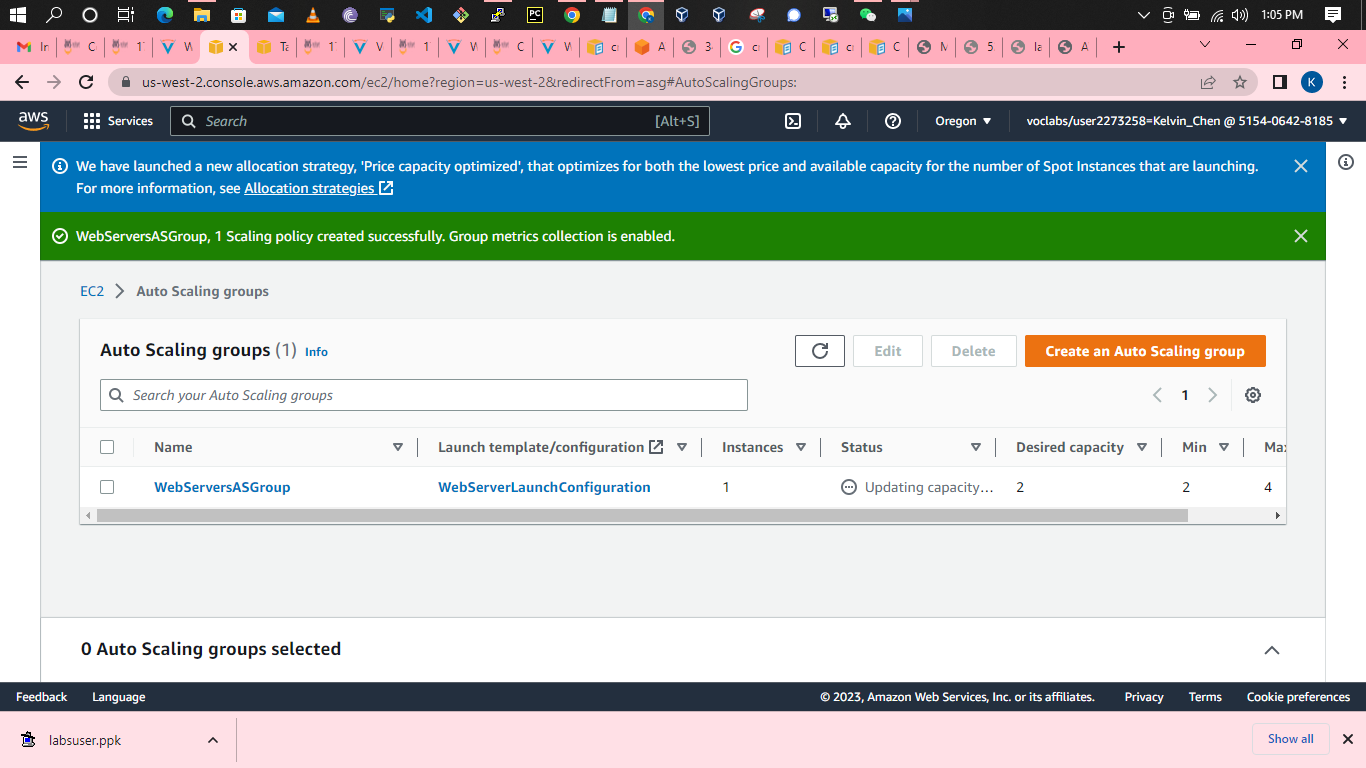 1:05 PM
In
C
17
V
Ta
17
V
1
V
C
V
co
A
3
co
C
co
C
M
5
la
A
us-west-2.console.aws.amazon.com/ec2/home?region=us-west-2&redirectFrom=asg#AutoScalingGroups:
K
aws
Services
Search
[Alt+S]
Oregon
voclabs/user2273258=Kelvin_Chen @ 5154-0642-8185
We have launched a new allocation strategy, 'Price capacity optimized', that optimizes for both the lowest price and available capacity for the number of Spot Instances that are launching.
For more information, see Allocation strategies
WebServersASGroup, 1 Scaling policy created successfully. Group metrics collection is enabled.
EC2 > Auto Scaling groups
Auto Scaling groups (1) Info
Edit
Delete
Create an Auto Scaling group
Search your Auto Scaling groups
1
Name
Launch template/configuration
Instances
Status
Desired capacity
Min
Max
WebServersASGroup
WebServerLaunchConfiguration
1
Updating capacity...
2
2
4
0 Auto Scaling groups selected
Feedback
Language
© 2023, Amazon Web Services, Inc. or its affiliates.
Privacy
Terms
Cookie preferences
labsuser.ppk
Show all